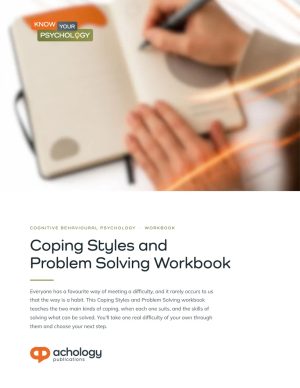 KNOW YOUR
PSYCHOLOGY
COGNITIVE BEHAVIOURAL PSYCHOLOGY · WORKBOOK
Coping Styles and
Problem Solving Workbook
Everyone has a favourite way of meeting a difficulty, and it rarely occurs to us
that the way is a habit. This Coping Styles and Problem Solving workbook
teaches the two main kinds of coping, when each one suits, and the skills of
solving what can be solved. You'll take one real difficulty of your own through
them and choose your next step.
achology
publications